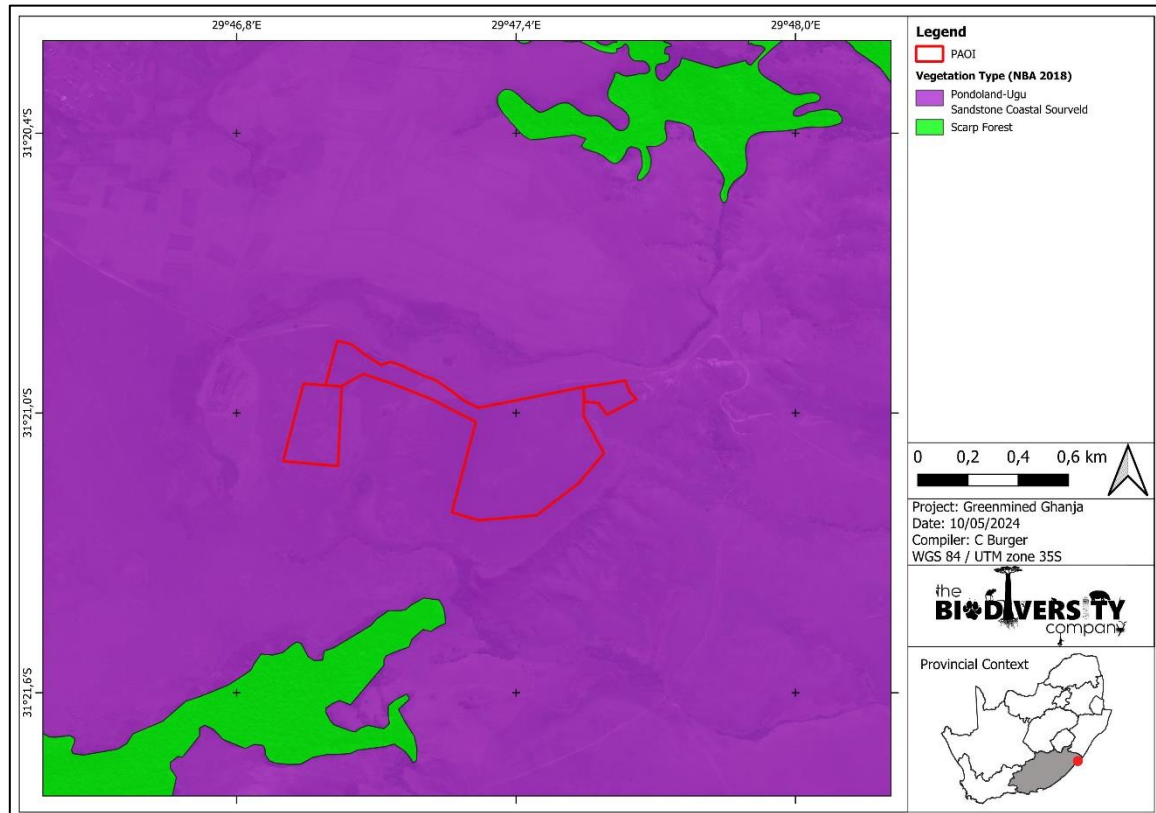 29°46,8'E 29°47,4'E 29°48,0'E
31°20,4'S
31°21,0'S
31°21,6'S
Legend
PAOI
Vegetation Type (NBA 2018)
Pondoland-Ugu
Sandstone Coastal Sourveld
Scarp Forest
0 0,2 0,4 0,6 km
Project: Greenmined Ghanja
Date: 10/05/2024
Compiler: C Burger
WGS 84 / UTM zone 35S
the
BIODIVERSITY
company
Provincial Context